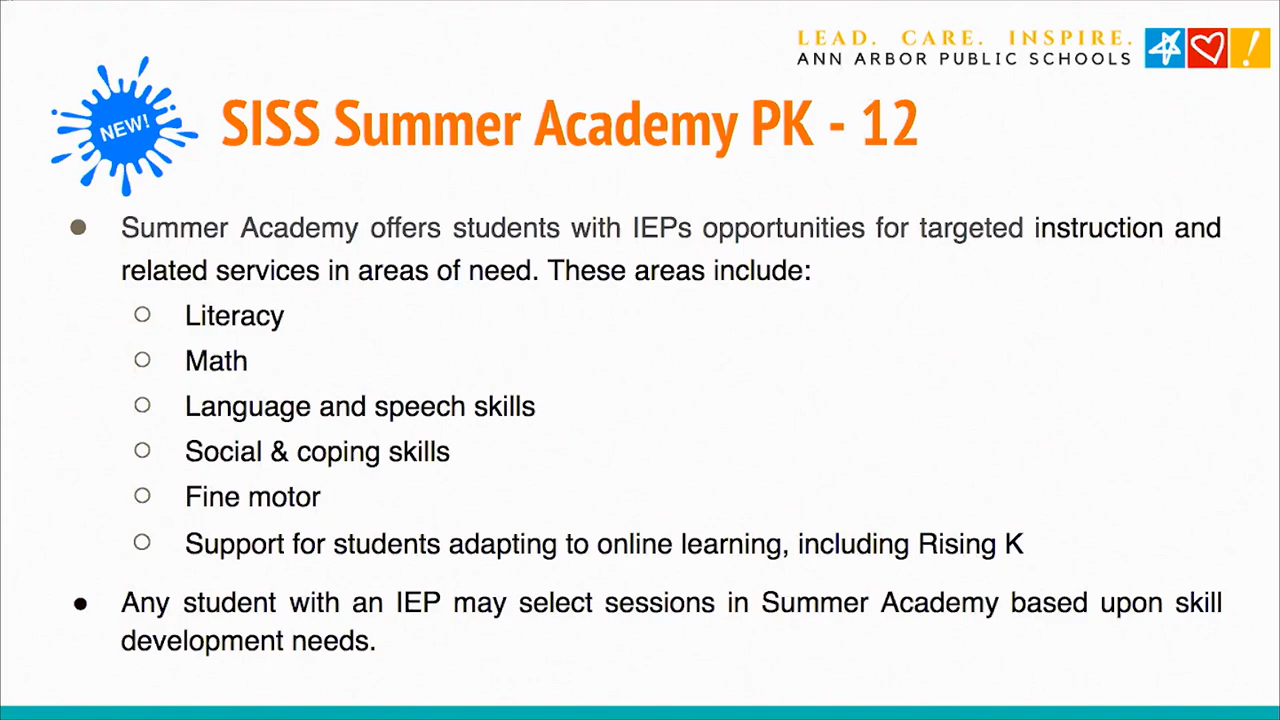 LEAD. CARE. INSPIRE.
ANN ARBOR PUBLIC SCHOOLS
NEW!
SISS Summer Academy PK - 12
● Summer Academy offers students with IEPs opportunities for targeted instruction and
related services in areas of need. These areas include:
○ Literacy
○ Math
○ Language and speech skills
○ Social & coping skills
○ Fine motor
○ Support for students adapting to online learning, including Rising K
● Any student with an IEP may select sessions in Summer Academy based upon skill
development needs.